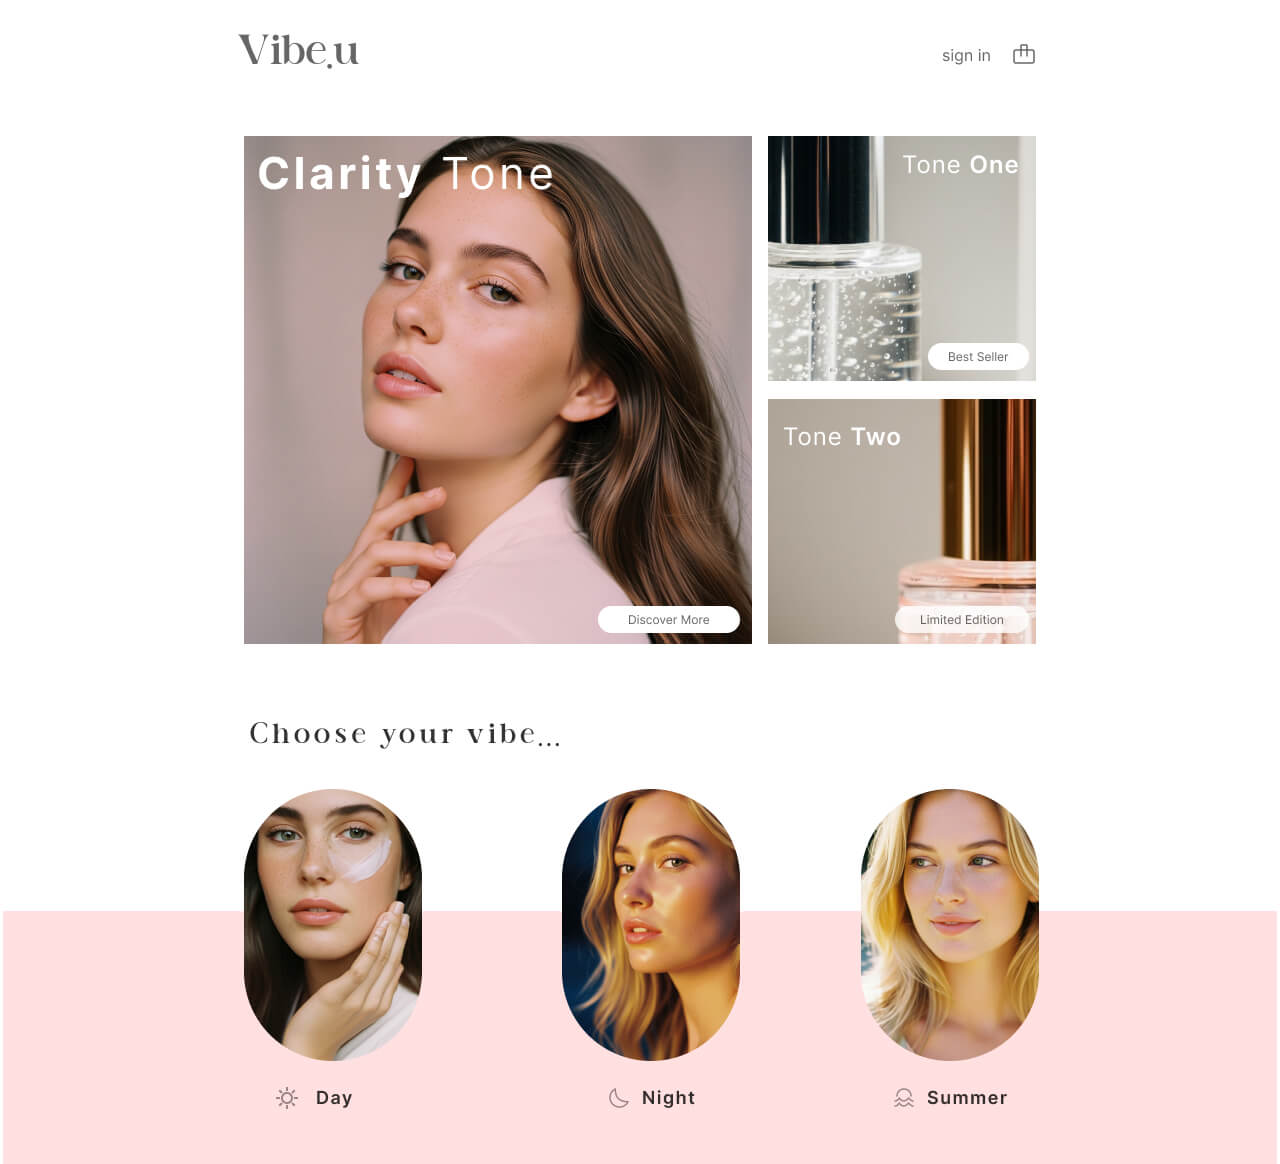 Vibe.u
sign in
Clarity Tone
Discover More
Tone One
Best Seller
Tone Two
Limited Edition
Choose your vibe...
Day
Night
Summer